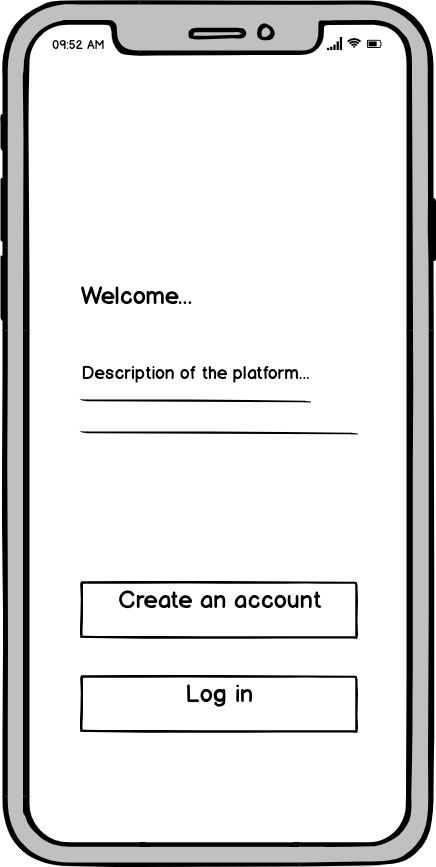 09:52 AM
Welcome...
Description of the platform...
Create an account
Log in